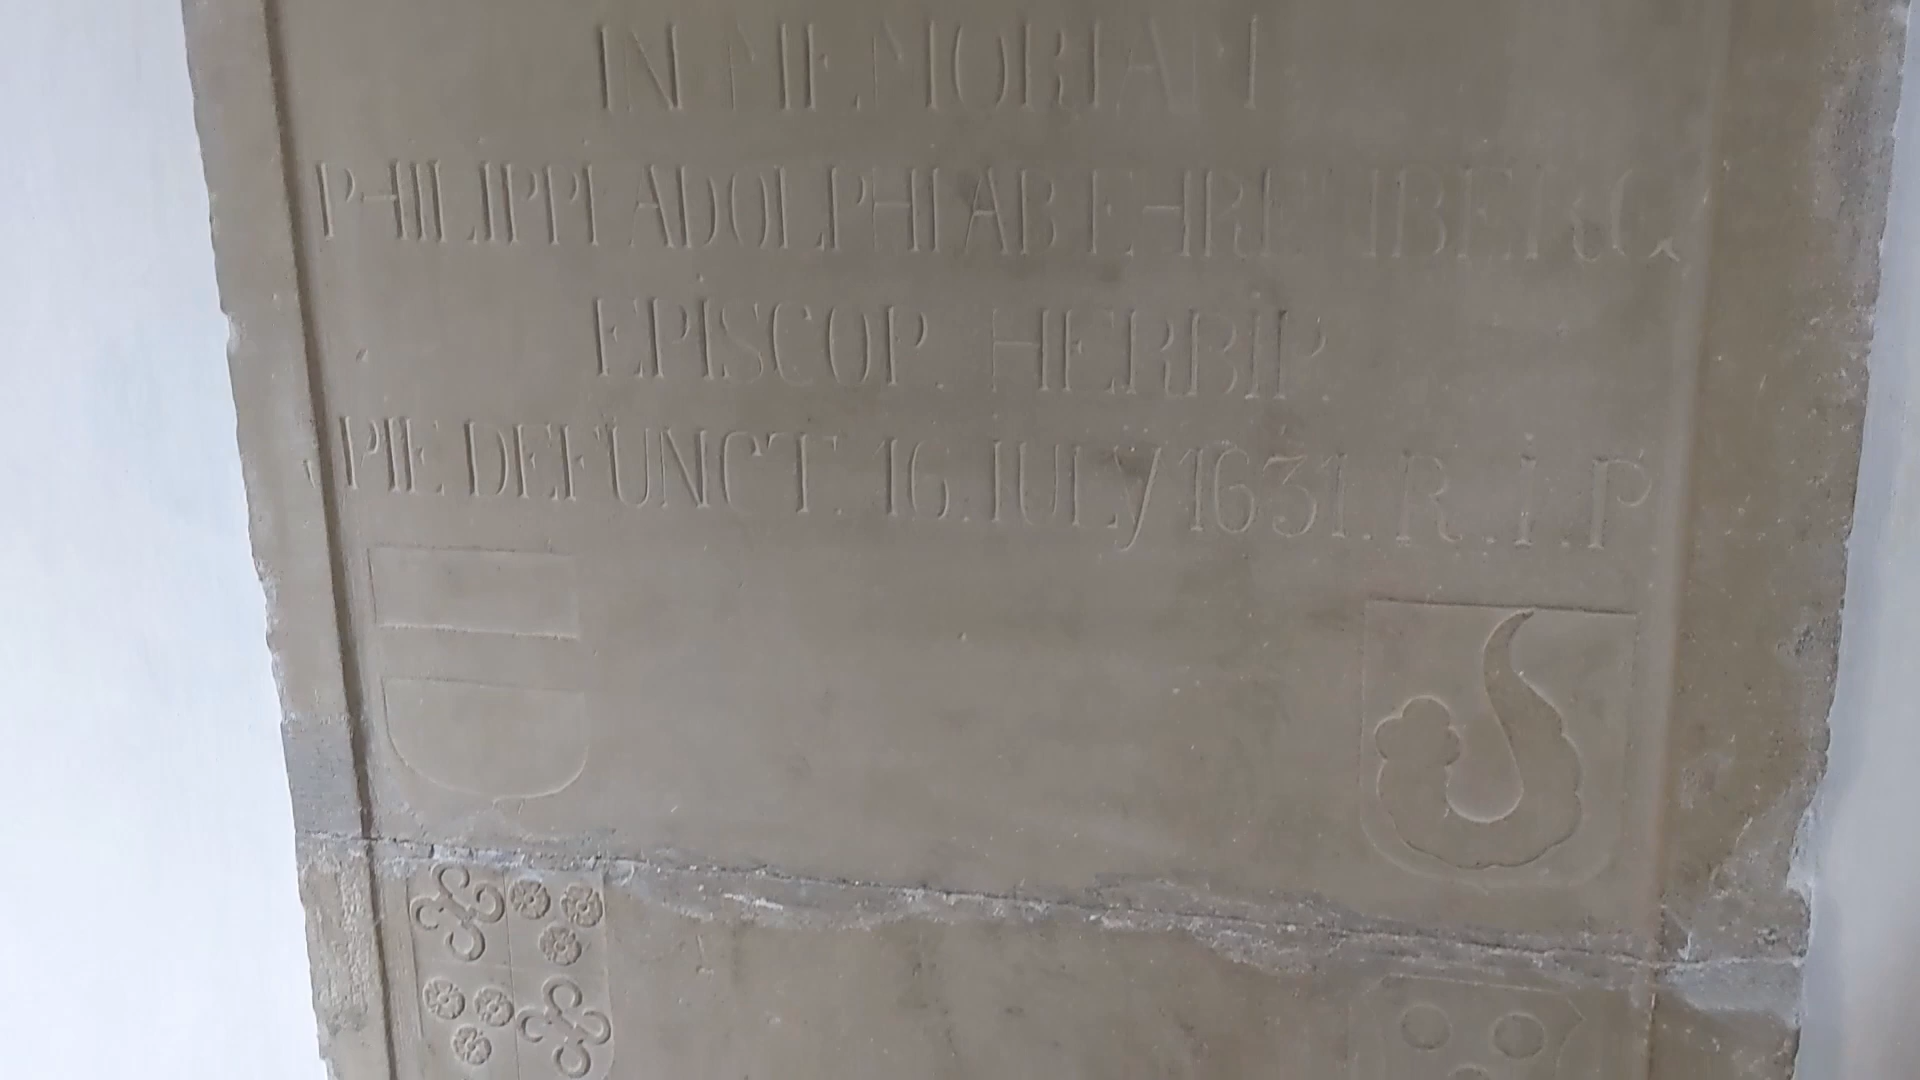 IN MEMORIAM
PHILIPPI ADOLPHI AB EHRENBERG
EPISCOP. HERBIP.
PIE DEFUNCT. 16. IULY 1631. R.I.P.